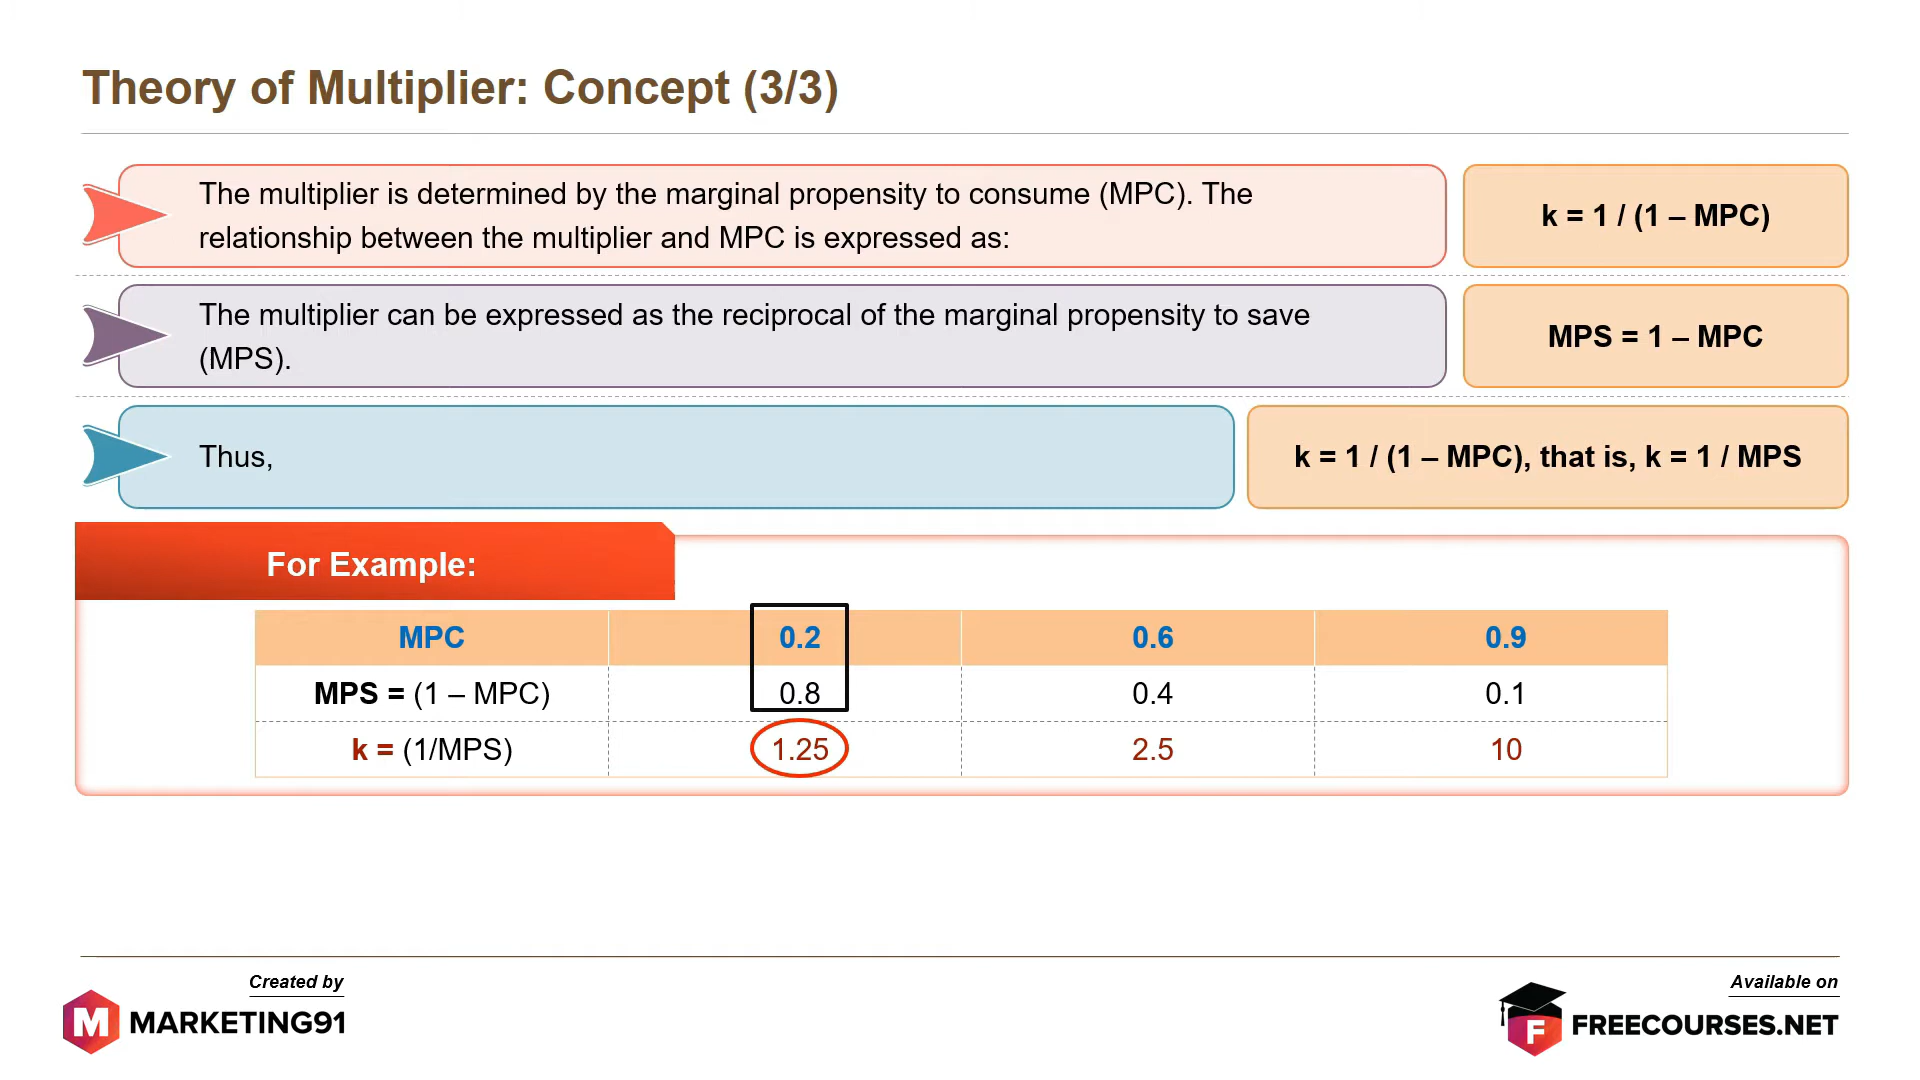 Theory of Multiplier: Concept (3/3)
The multiplier is determined by the marginal propensity to consume (MPC). The
relationship between the multiplier and MPC is expressed as:
k = 1 / (1 – MPC)
The multiplier can be expressed as the reciprocal of the marginal propensity to save
(MPS).
MPS = 1 – MPC
Thus,
k = 1 / (1 – MPC), that is, k = 1 / MPS
For Example:
MPC 0.2 0.6 0.9
MPS = (1 – MPC) 0.8 0.4 0.1
k = (1/MPS) 1.25 2.5 10
Created by
M MARKETING91
Available on
F FREECOURSES.NET